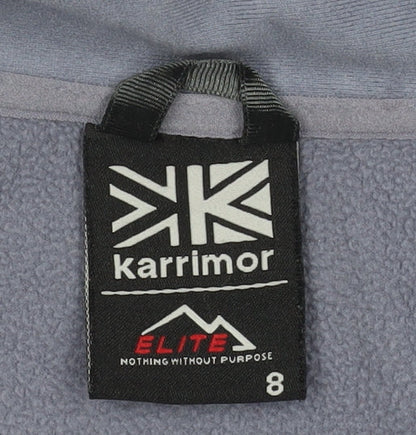 karrimor
ELITE
NOTHING WITHOUT PURPOSE
8